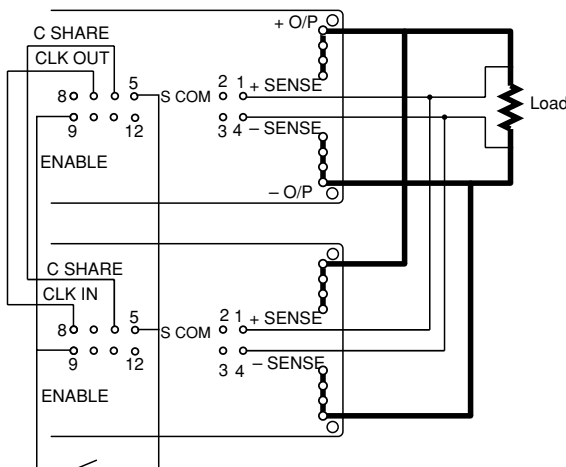 + O/P
C SHARE
CLK OUT
5
2 1
+ SENSE
8
S COM
Load
9
12
3 4
– SENSE
ENABLE
– O/P
C SHARE
CLK IN
5
2 1
+ SENSE
8
S COM
9
12
3 4
– SENSE
ENABLE